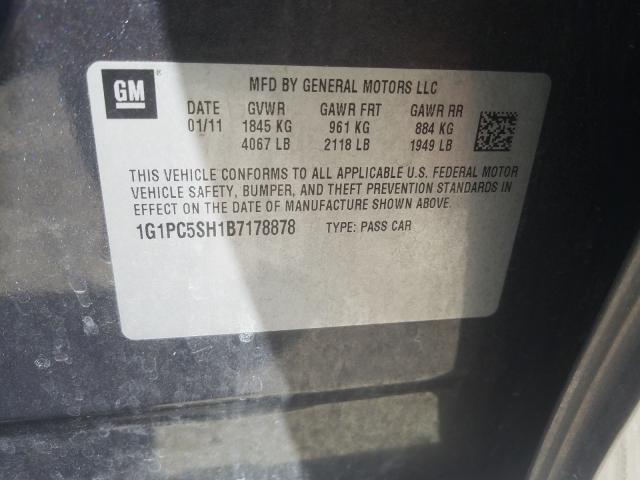 GM
MFD BY GENERAL MOTORS LLC
DATE GVWR GAWR FRT GAWR RR
01/11 1845 KG 961 KG 884 KG
4067 LB 2118 LB 1949 LB
THIS VEHICLE CONFORMS TO ALL APPLICABLE U.S. FEDERAL MOTOR
VEHICLE SAFETY, BUMPER, AND THEFT PREVENTION STANDARDS IN
EFFECT ON THE DATE OF MANUFACTURE SHOWN ABOVE.
1G1PC5SH1B7178878 TYPE: PASS CAR